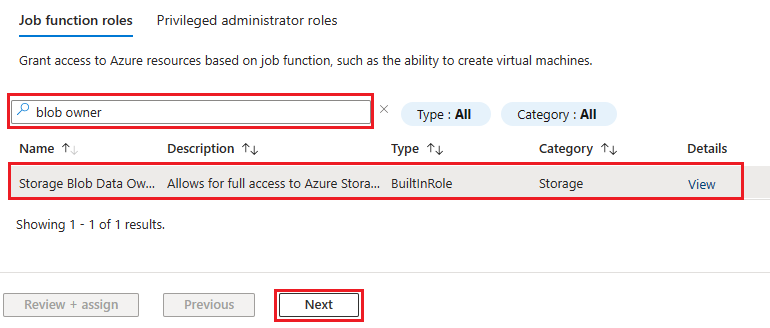 Job function roles Privileged administrator roles
Grant access to Azure resources based on job function, such as the ability to create virtual machines.
blob owner × Type : All Category : All
Name ↑↓ Description ↑↓ Type ↑↓ Category ↑↓ Details
Storage Blob Data Ow... Allows for full access to Azure Stora... BuiltInRole Storage View
Showing 1 - 1 of 1 results.
Review + assign Previous Next